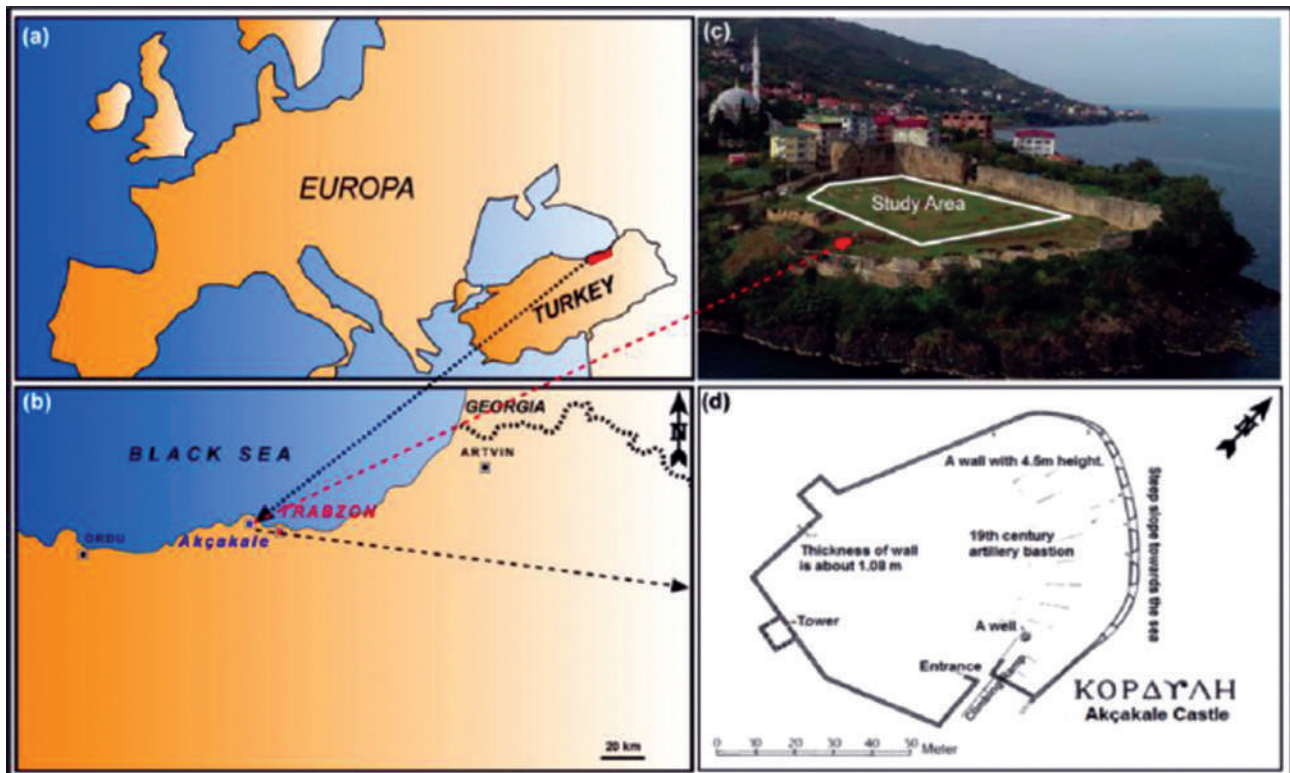 (a)
EUROPA
TURKEY
(b)
BLACK SEA
GEORGIA
N
ARTVIN
TRABZON
Akçakale
ORDU
20 km
(c)
Study Area
(d)
N
A wall with 4.5m height.
Steep slope towards the sea
19th century
artillery bastion
Thickness of wall
is about 1.08 m
Tower
A well
Entrance
Climbing ramp
ΚΟΡΔΥΛΗ
Akçakale Castle
0 10 20 30 40 50 Meter